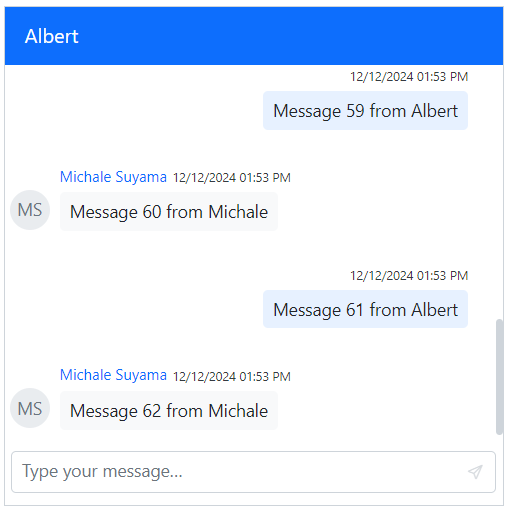 Albert
12/12/2024 01:53 PM
Message 59 from Albert
Michale Suyama 12/12/2024 01:53 PM
MS
Message 60 from Michale
12/12/2024 01:53 PM
Message 61 from Albert
Michale Suyama 12/12/2024 01:53 PM
MS
Message 62 from Michale
Type your message...